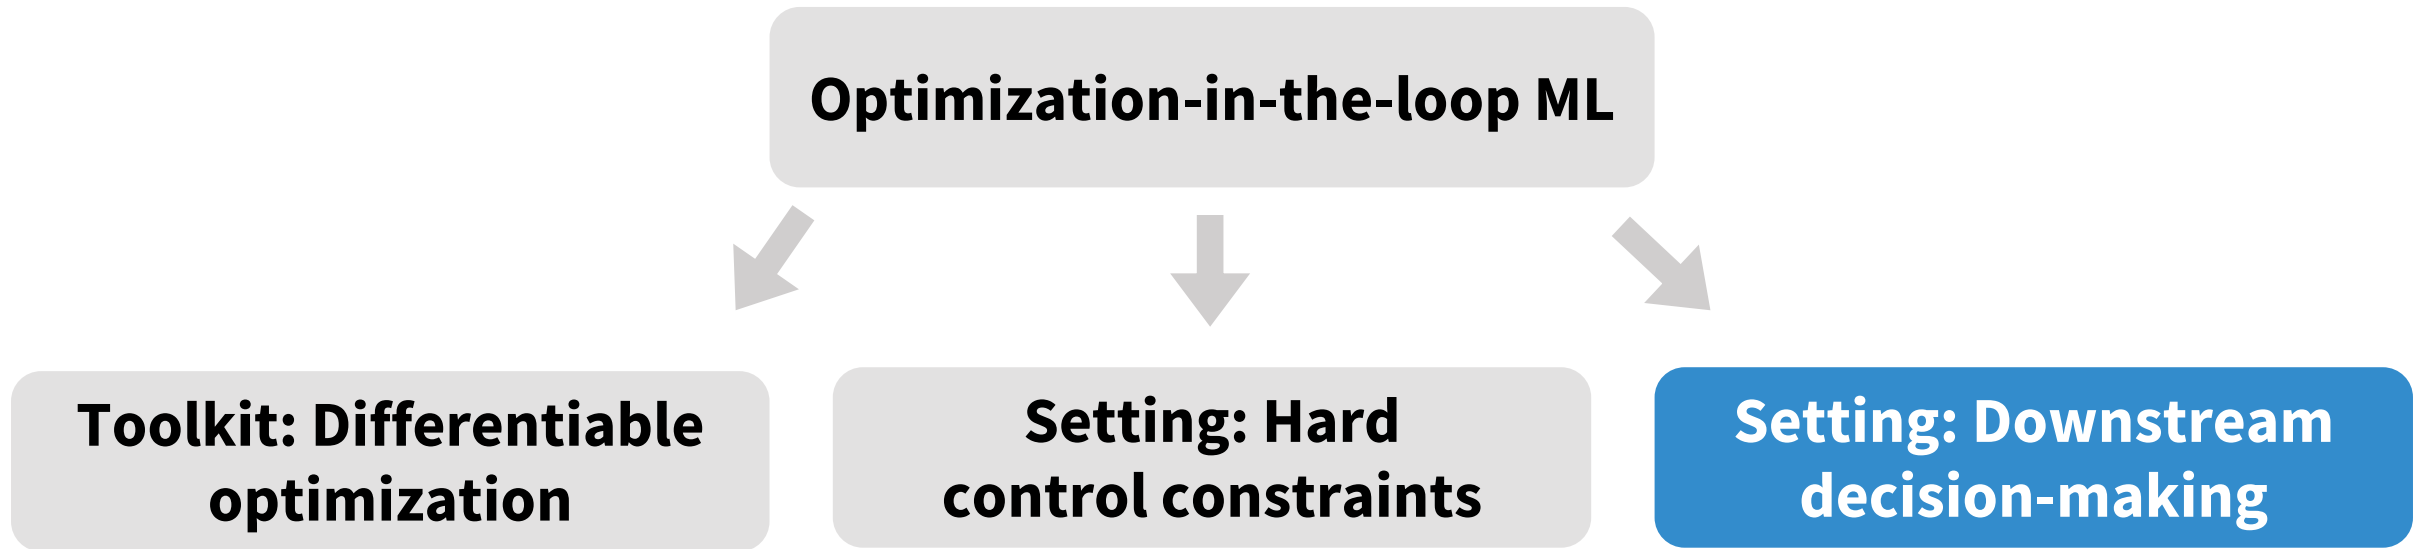 Optimization-in-the-loop ML
Toolkit: Differentiable
optimization
Setting: Hard
control constraints
Setting: Downstream
decision-making